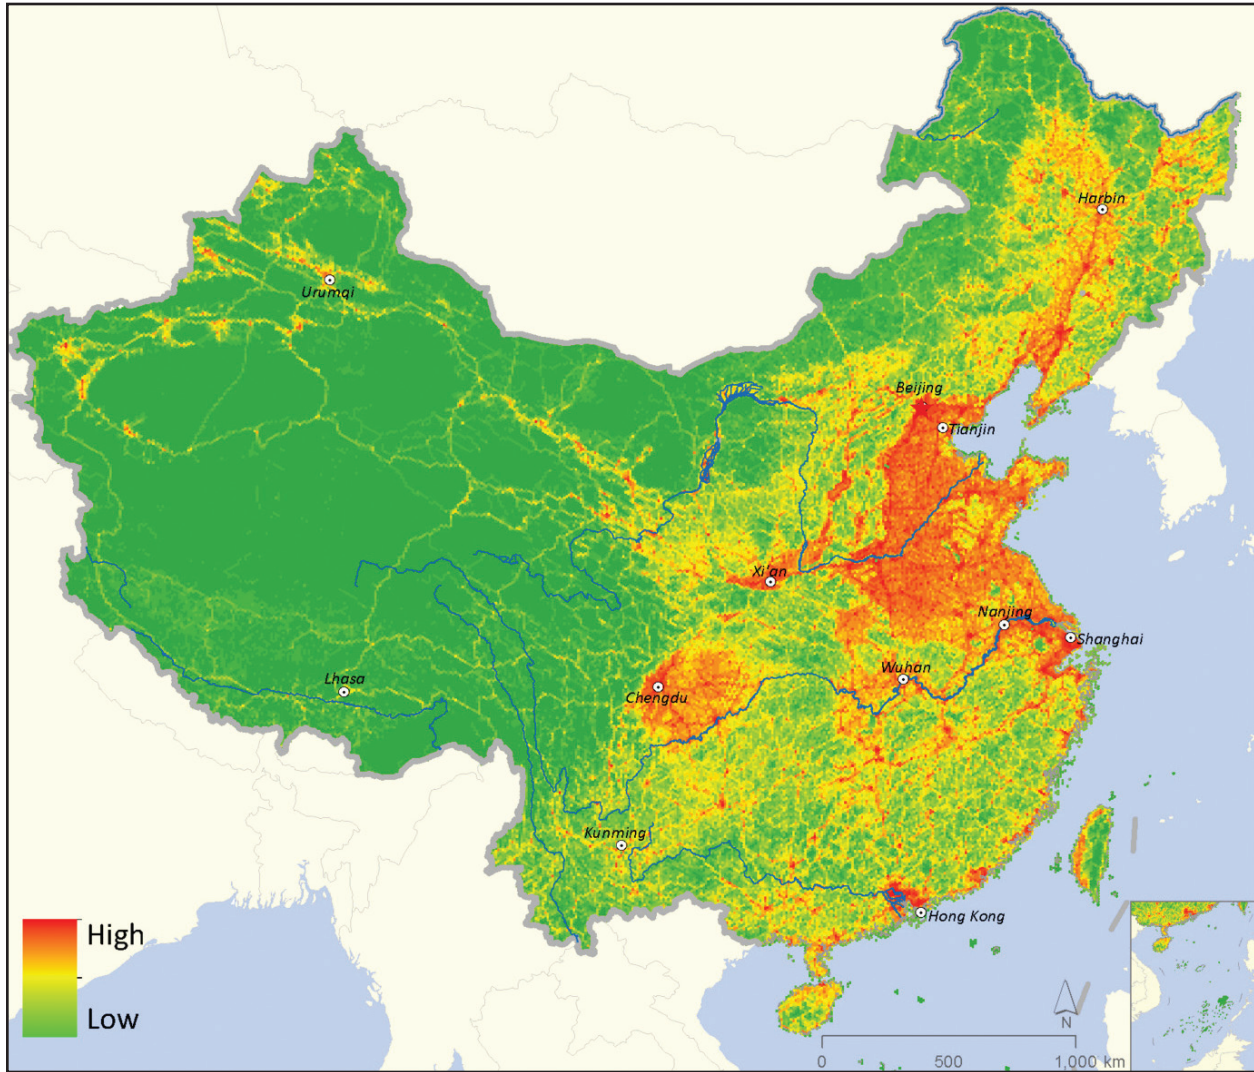 Harbin
Urumqi
Beijing
Tianjin
Xi'an
Nanjing
Shanghai
Wuhan
Lhasa
Chengdu
Kunming
Hong Kong
High
Low
N
0 500 1,000 km